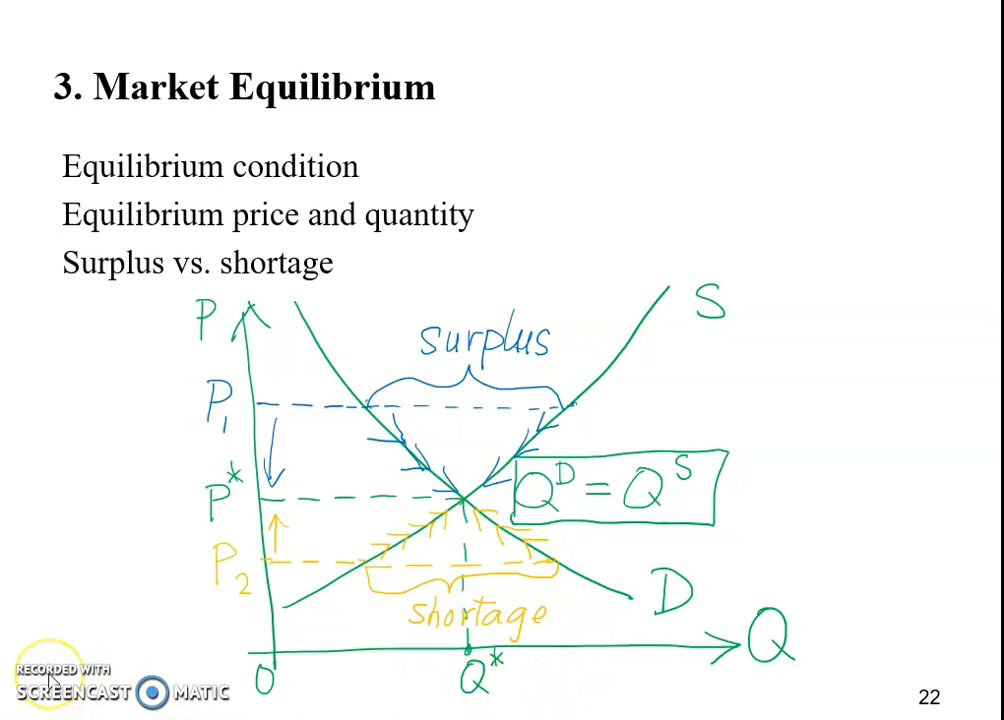 3. Market Equilibrium
Equilibrium condition
Equilibrium price and quantity
Surplus vs. shortage
P
S
surplus
P₁
P*
Qᴰ = Qˢ
P₂
shortage
D
Q
0
Q*
RECORDED WITH
SCREENCAST MATIC
22